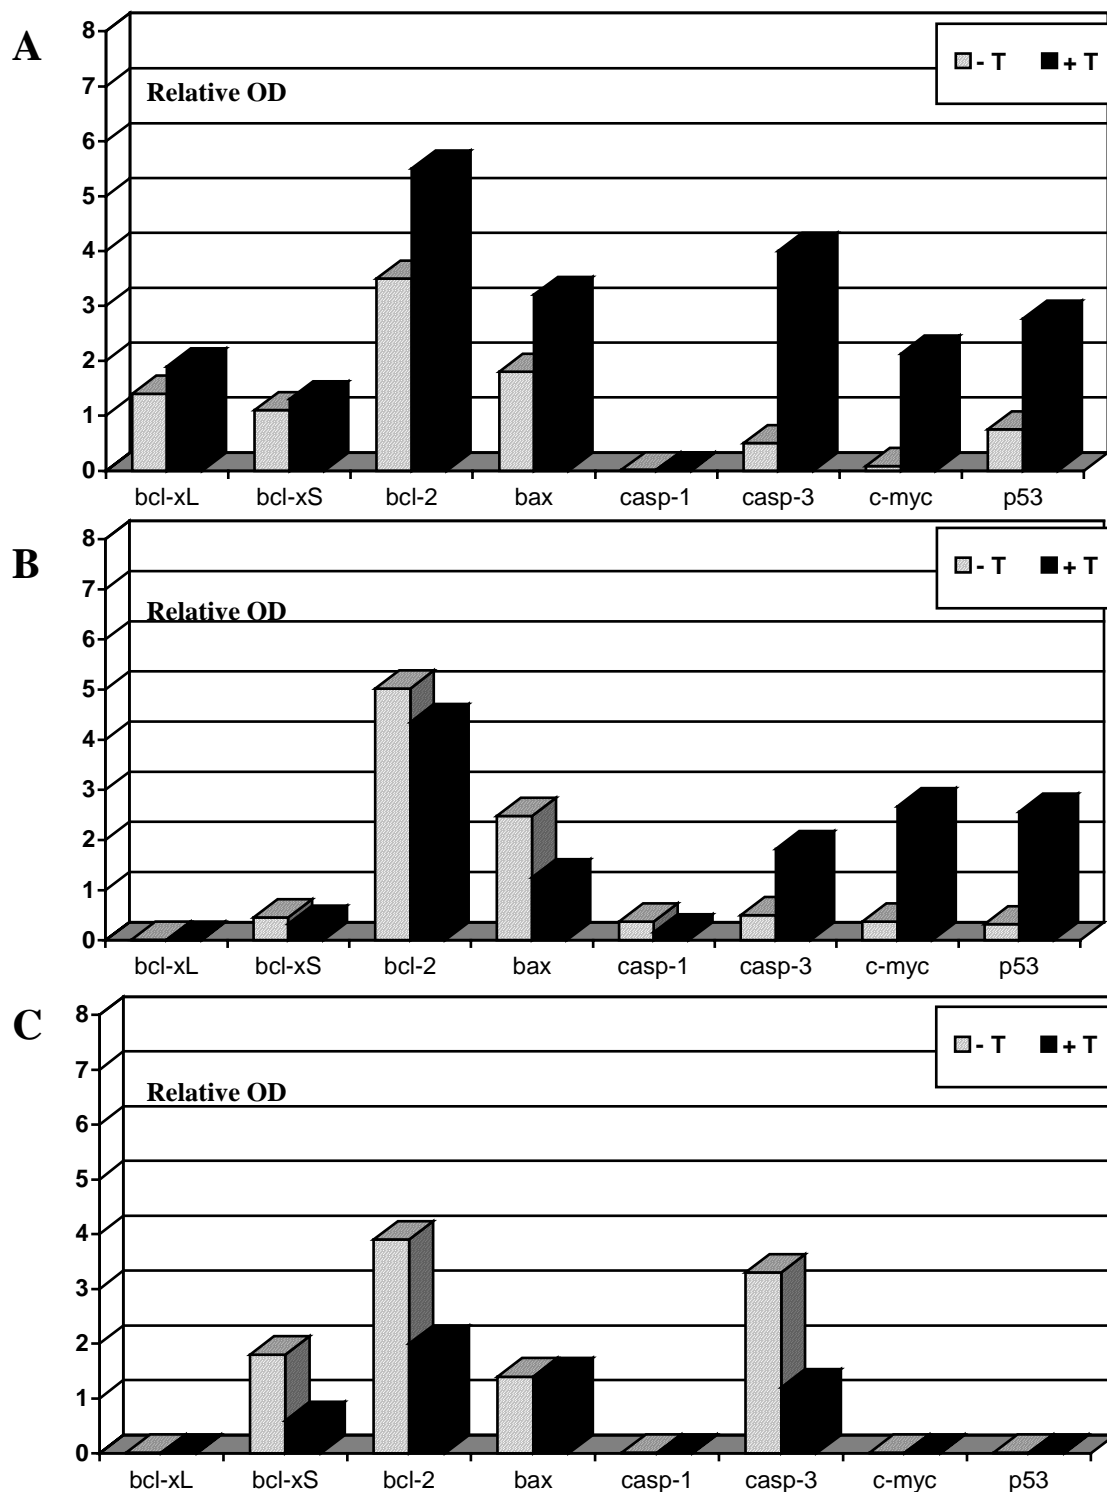 A
8
7
6
5
4
3
2
1
0
Relative OD
- T + T
bcl-xL bcl-xS bcl-2 bax casp-1 casp-3 c-myc p53
B
8
7
6
5
4
3
2
1
0
Relative OD
- T + T
bcl-xL bcl-xS bcl-2 bax casp-1 casp-3 c-myc p53
C
8
7
6
5
4
3
2
1
0
Relative OD
- T + T
bcl-xL bcl-xS bcl-2 bax casp-1 casp-3 c-myc p53